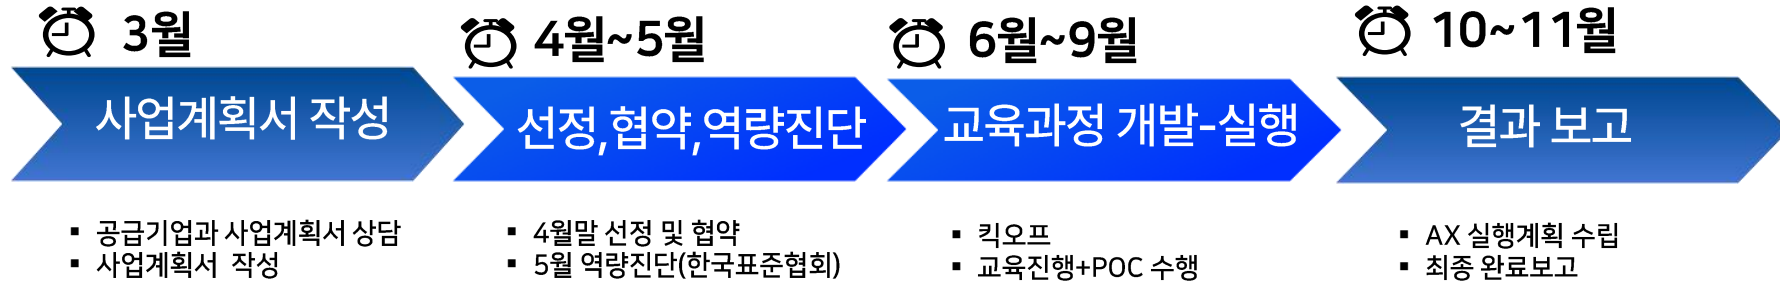 3월
사업계획서 작성
▪ 공급기업과 사업계획서 상담
▪ 사업계획서 작성
4월~5월
선정,협약,역량진단
▪ 4월말 선정 및 협약
▪ 5월 역량진단(한국표준협회)
6월~9월
교육과정 개발-실행
▪ 킥오프
▪ 교육진행+POC 수행
10~11월
결과 보고
▪ AX 실행계획 수립
▪ 최종 완료보고